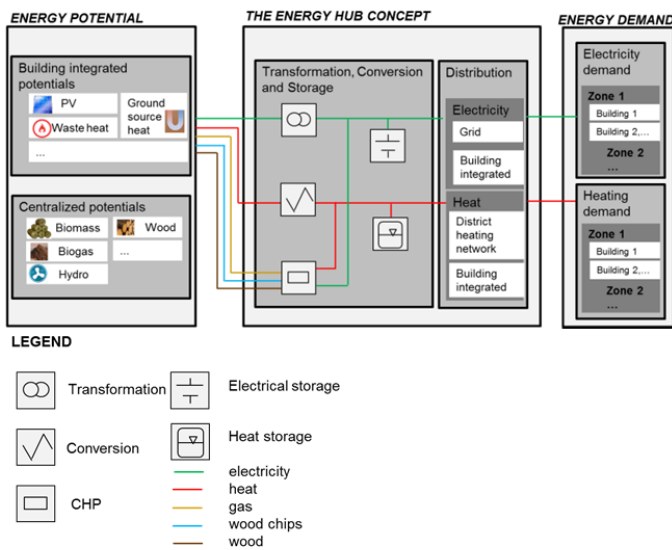 ENERGY POTENTIAL
THE ENERGY HUB CONCEPT
ENERGY DEMAND
Building integrated
potentials
PV
Waste heat
Ground
source
heat
...
Centralized potentials
Biomass
Wood
Biogas
...
Hydro
Transformation, Conversion
and Storage
Distribution
Electricity
Grid
Building
integrated
Heat
District
heating
network
Building
integrated
Electricity
demand
Zone 1
Building 1
Building 2,...
Zone 2
...
Heating
demand
Zone 1
Building 1
Building 2,...
Zone 2
...
LEGEND
Transformation
Electrical storage
Conversion
Heat storage
CHP
electricity
heat
gas
wood chips
wood